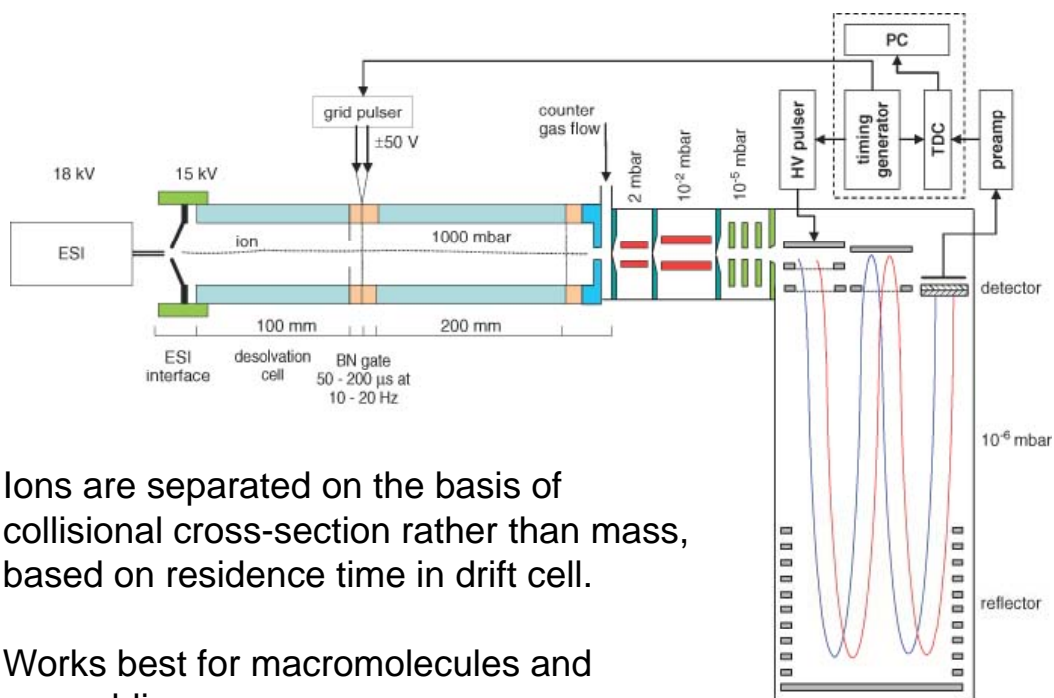 PC
grid pulser
±50 V
counter
gas flow
2 mbar
10⁻² mbar
10⁻⁵ mbar
HV pulser
timing
generator
TDC
preamp
18 kV
15 kV
ESI
ion
1000 mbar
detector
100 mm
200 mm
ESI
interface
desolvation
cell
BN gate
50 - 200 µs at
10 - 20 Hz
10⁻⁶ mbar
reflector
Ions are separated on the basis of
collisional cross-section rather than mass,
based on residence time in drift cell.
Works best for macromolecules and